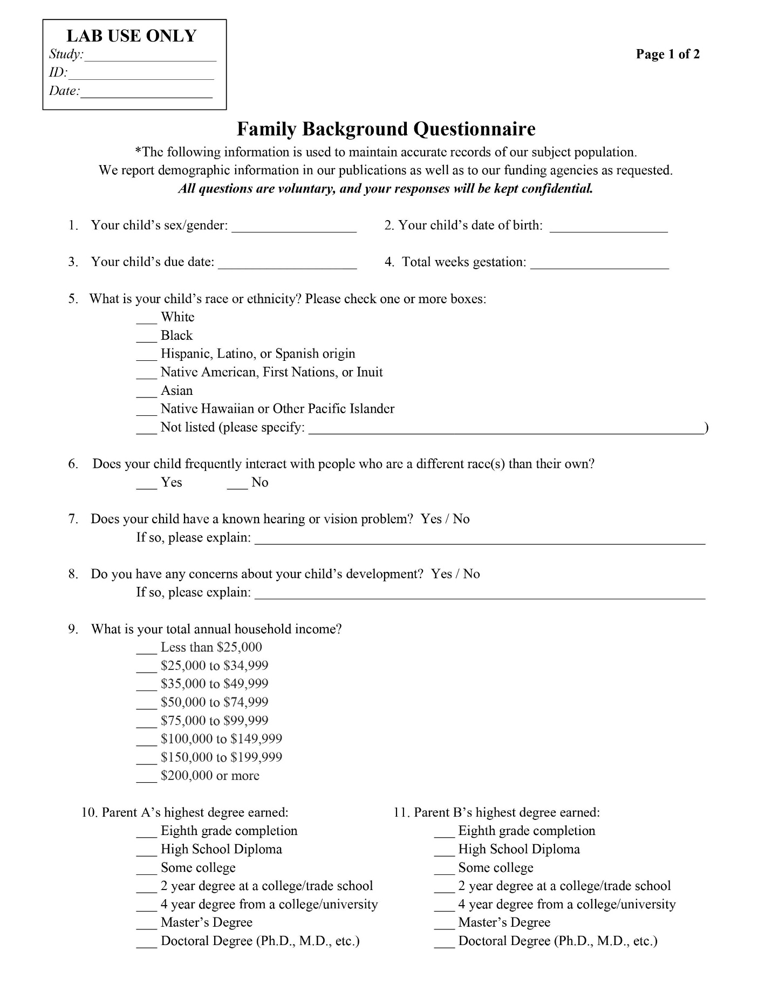 LAB USE ONLY
Study:___________________
ID:_____________________
Date:___________________
Page 1 of 2
Family Background Questionnaire
*The following information is used to maintain accurate records of our subject population.
We report demographic information in our publications as well as to our funding agencies as requested.
All questions are voluntary, and your responses will be kept confidential.
1. Your child’s sex/gender: __________________ 2. Your child’s date of birth: _________________
3. Your child’s due date: ____________________ 4. Total weeks gestation: ____________________
5. What is your child’s race or ethnicity? Please check one or more boxes:
___ White
___ Black
___ Hispanic, Latino, or Spanish origin
___ Native American, First Nations, or Inuit
___ Asian
___ Native Hawaiian or Other Pacific Islander
___ Not listed (please specify: _________________________________________________________)
6. Does your child frequently interact with people who are a different race(s) than their own?
___ Yes ___ No
7. Does your child have a known hearing or vision problem? Yes / No
If so, please explain: _________________________________________________________________
8. Do you have any concerns about your child’s development? Yes / No
If so, please explain: _________________________________________________________________
9. What is your total annual household income?
___ Less than $25,000
___ $25,000 to $34,999
___ $35,000 to $49,999
___ $50,000 to $74,999
___ $75,000 to $99,999
___ $100,000 to $149,999
___ $150,000 to $199,999
___ $200,000 or more
10. Parent A’s highest degree earned:
___ Eighth grade completion
___ High School Diploma
___ Some college
___ 2 year degree at a college/trade school
___ 4 year degree from a college/university
___ Master’s Degree
___ Doctoral Degree (Ph.D., M.D., etc.)
11. Parent B’s highest degree earned:
___ Eighth grade completion
___ High School Diploma
___ Some college
___ 2 year degree at a college/trade school
___ 4 year degree from a college/university
___ Master’s Degree
___ Doctoral Degree (Ph.D., M.D., etc.)